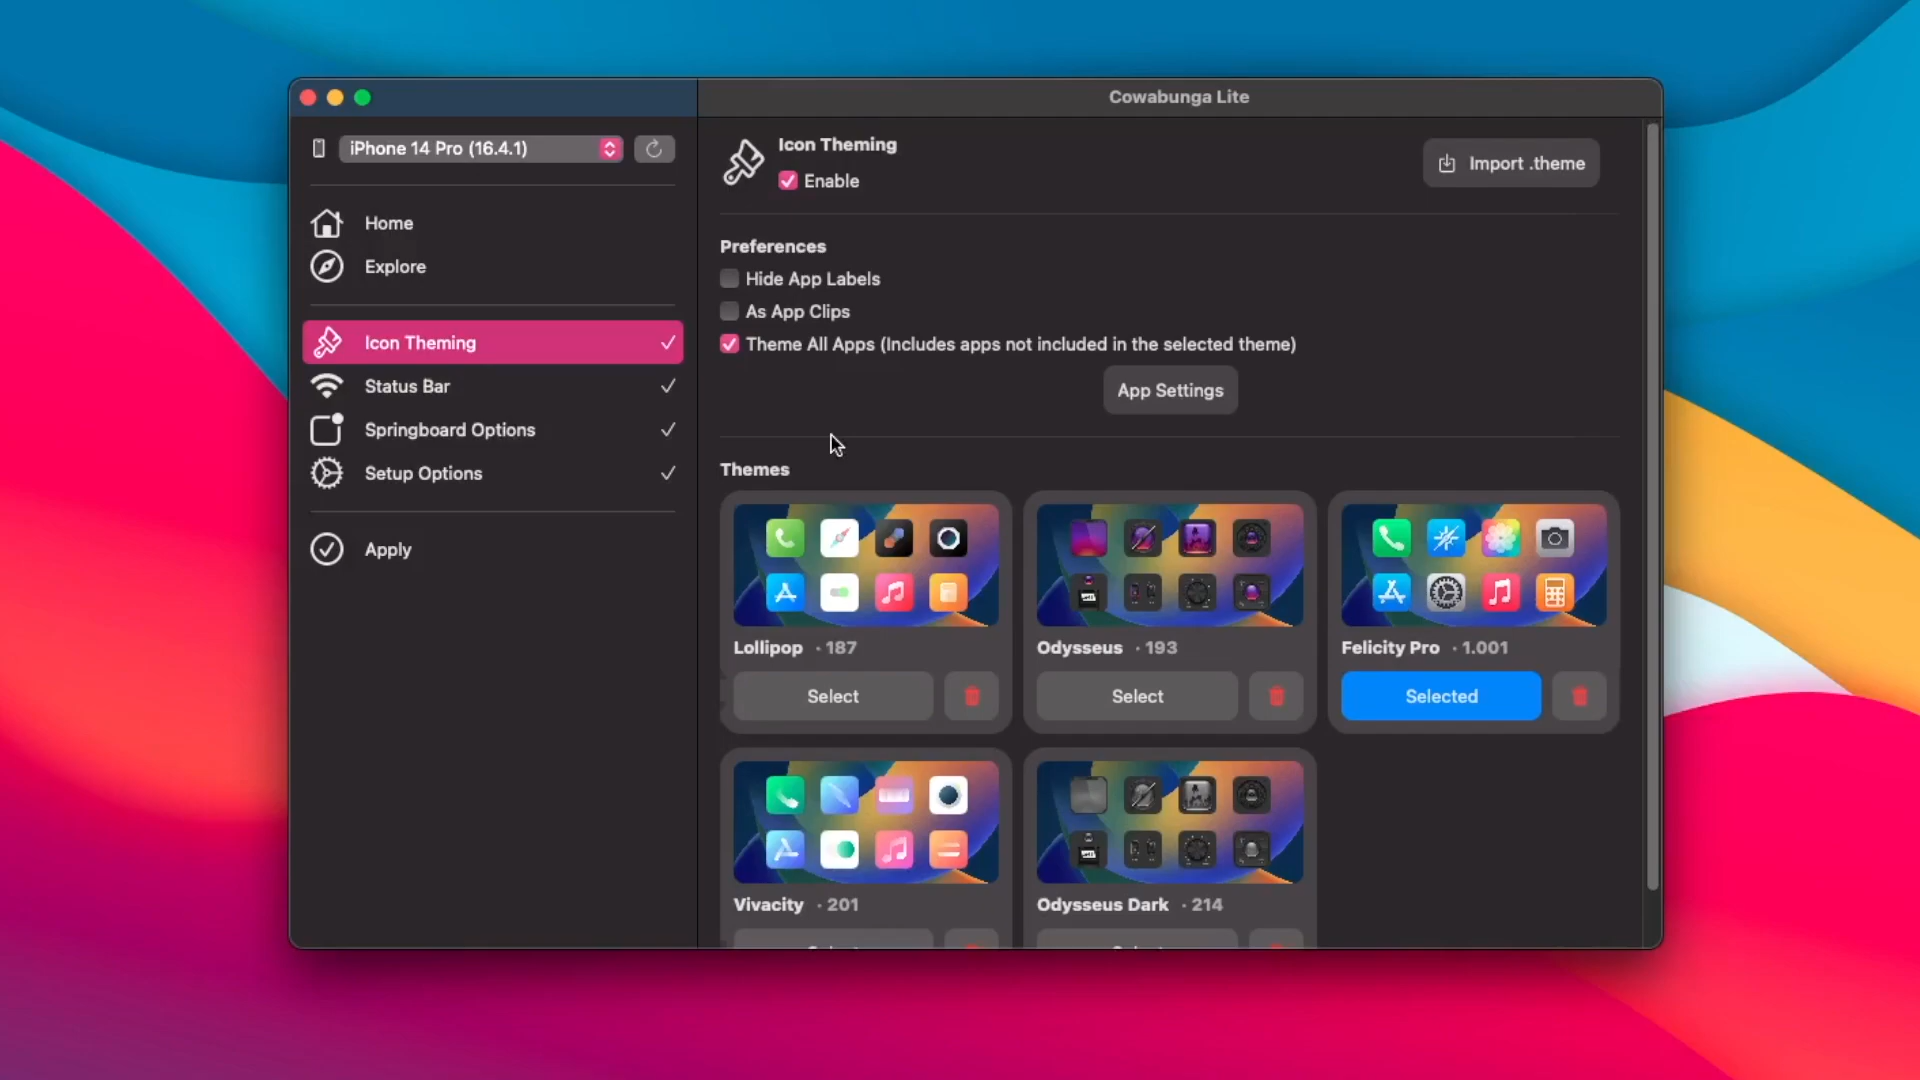 Cowabunga Lite
iPhone 14 Pro (16.4.1)
Home
Explore
Icon Theming
Status Bar
Springboard Options
Setup Options
Apply
Icon Theming
Enable
Import .theme
Preferences
Hide App Labels
As App Clips
Theme All Apps (Includes apps not included in the selected theme)
App Settings
Themes
Lollipop · 187
Select
Odysseus · 193
Select
Felicity Pro · 1.001
Selected
Vivacity · 201
Odysseus Dark · 214